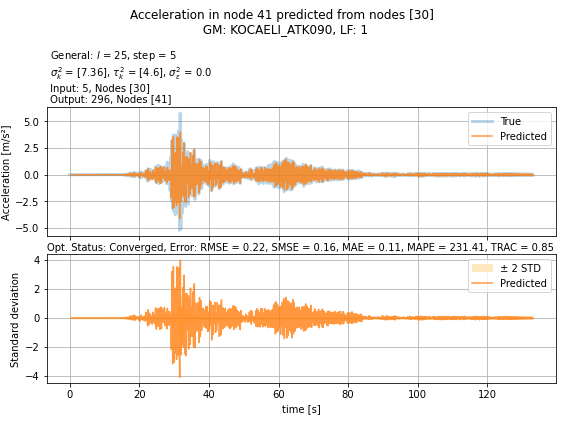 Acceleration in node 41 predicted from nodes [30]
GM: KOCAELI_ATK090, LF: 1
General: l = 25, step = 5
σ²ₖ = [7.36], τ²ₖ = [4.6], σ²ε = 0.0
Input: 5, Nodes [30]
Output: 296, Nodes [41]
Acceleration [m/s²]
5.0
2.5
0.0
−2.5
−5.0
True
Predicted
Opt. Status: Converged, Error: RMSE = 0.22, SMSE = 0.16, MAE = 0.11, MAPE = 231.41, TRAC = 0.85
Standard deviation
4
2
0
−2
−4
± 2 STD
Predicted
0 20 40 60 80 100 120
time [s]